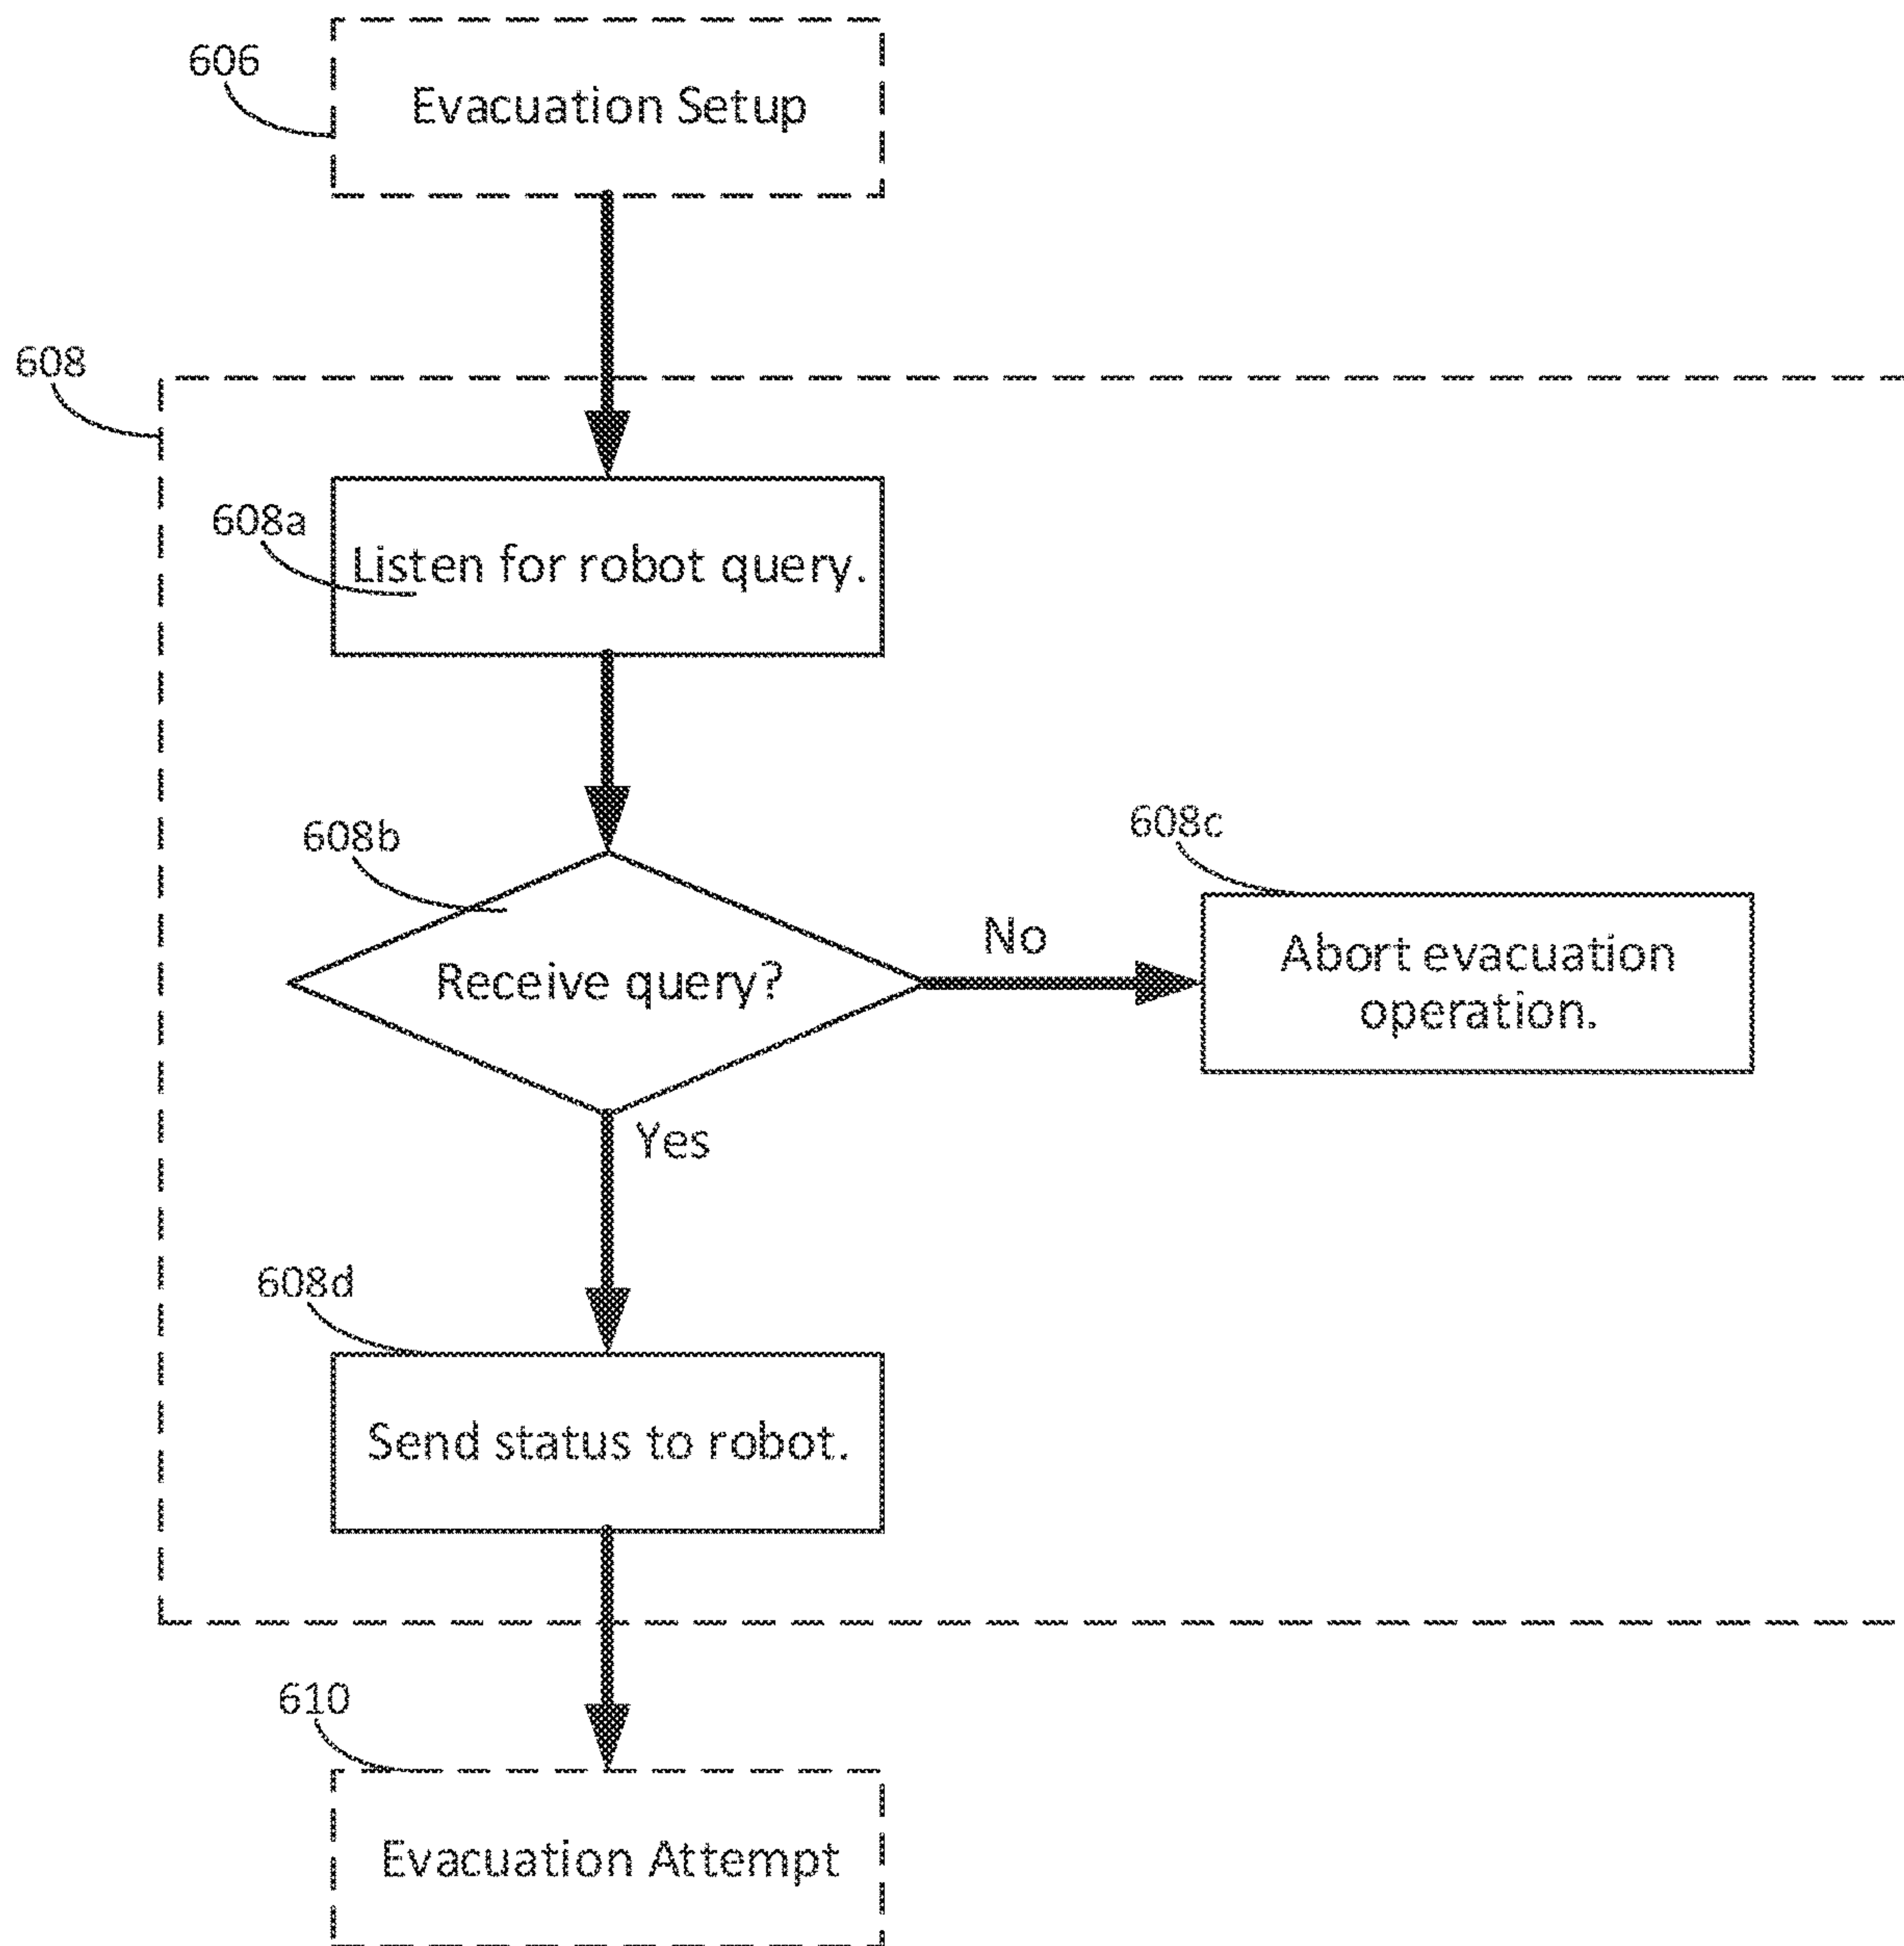 606
Evacuation Setup
608
608a
Listen for robot query.
608b
Receive query?
No
608c
Abort evacuation
operation.
Yes
608d
Send status to robot.
610
Evacuation Attempt